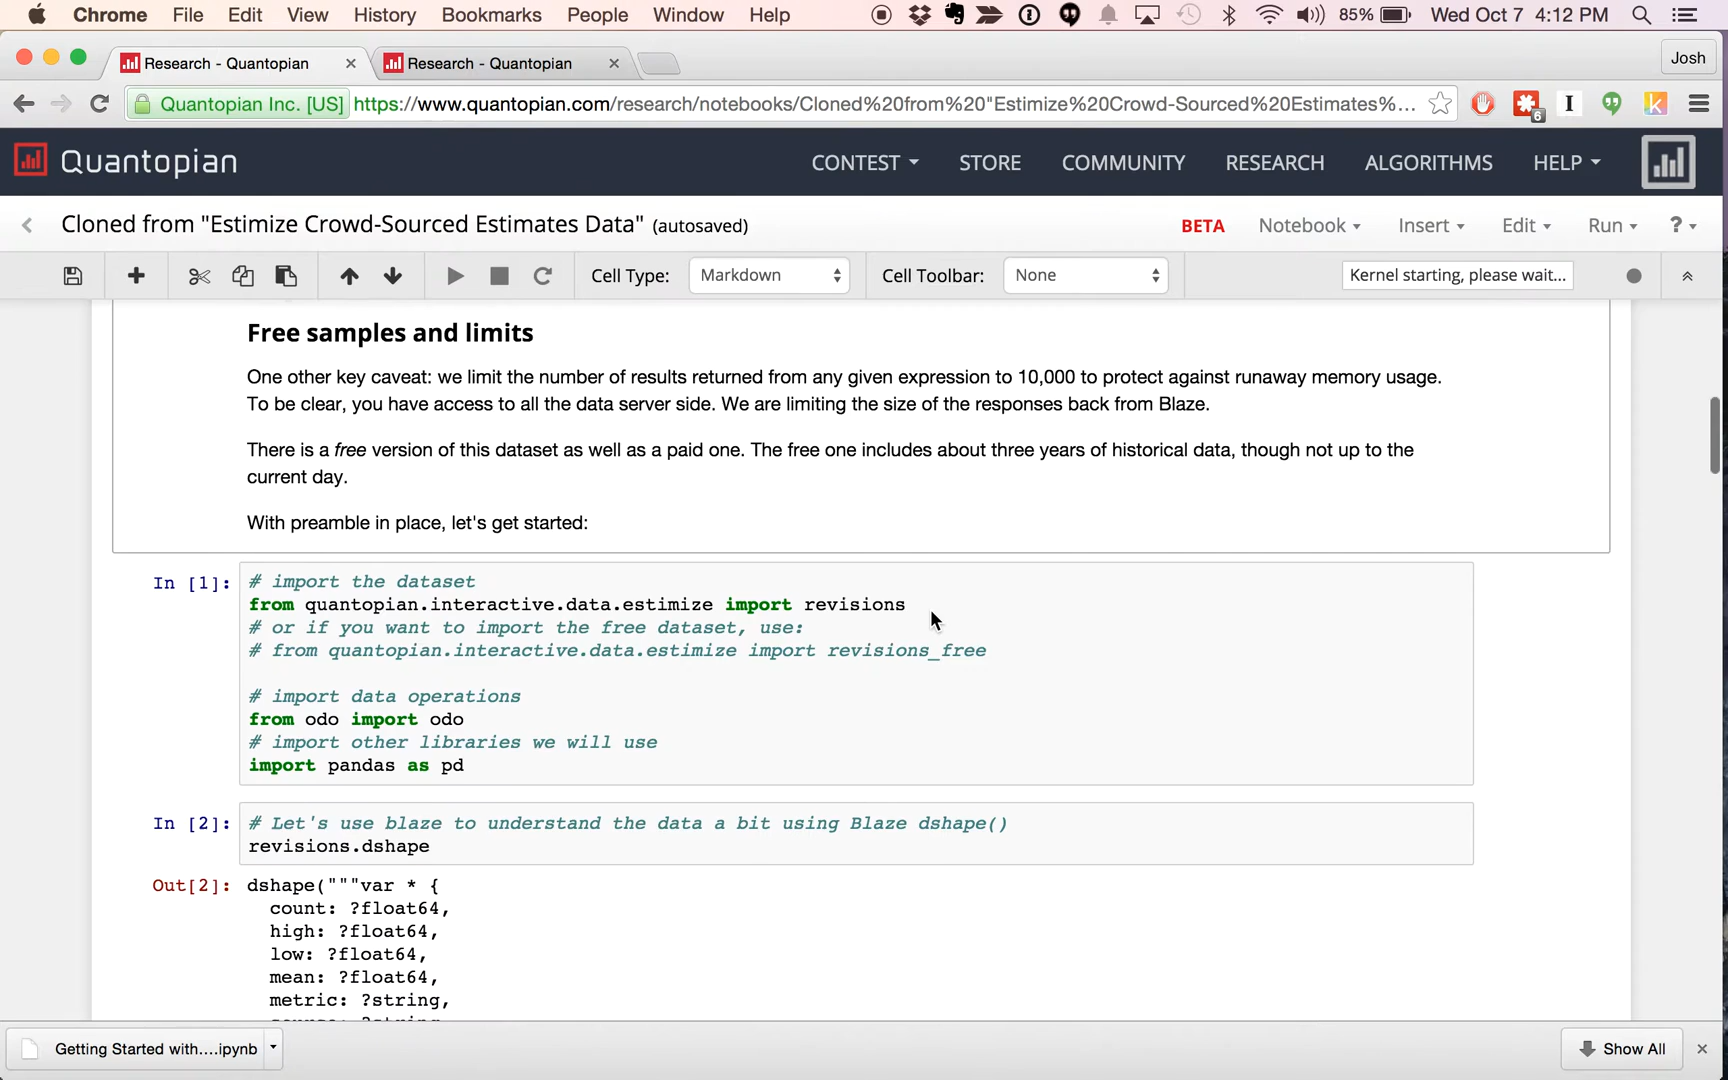 Chrome File Edit View History Bookmarks People Window Help 85% Wed Oct 7 4:12 PM
Research - Quantopian Research - Quantopian Josh
Quantopian Inc. [US] https://www.quantopian.com/research/notebooks/Cloned%20from%20"Estimize%20Crowd-Sourced%20Estimates%... 6
Quantopian CONTEST STORE COMMUNITY RESEARCH ALGORITHMS HELP
Cloned from "Estimize Crowd-Sourced Estimates Data" (autosaved) BETA Notebook Insert Edit Run ?
Cell Type: Markdown Cell Toolbar: None Kernel starting, please wait...
Free samples and limits
One other key caveat: we limit the number of results returned from any given expression to 10,000 to protect against runaway memory usage.
To be clear, you have access to all the data server side. We are limiting the size of the responses back from Blaze.
There is a free version of this dataset as well as a paid one. The free one includes about three years of historical data, though not up to the
current day.
With preamble in place, let's get started:
In [1]: # import the dataset
from quantopian.interactive.data.estimize import revisions
# or if you want to import the free dataset, use:
# from quantopian.interactive.data.estimize import revisions_free
# import data operations
from odo import odo
# import other libraries we will use
import pandas as pd
In [2]: # Let's use blaze to understand the data a bit using Blaze dshape()
revisions.dshape
Out[2]: dshape("""var * {
count: ?float64,
high: ?float64,
low: ?float64,
mean: ?float64,
metric: ?string,
Getting Started with....ipynb Show All